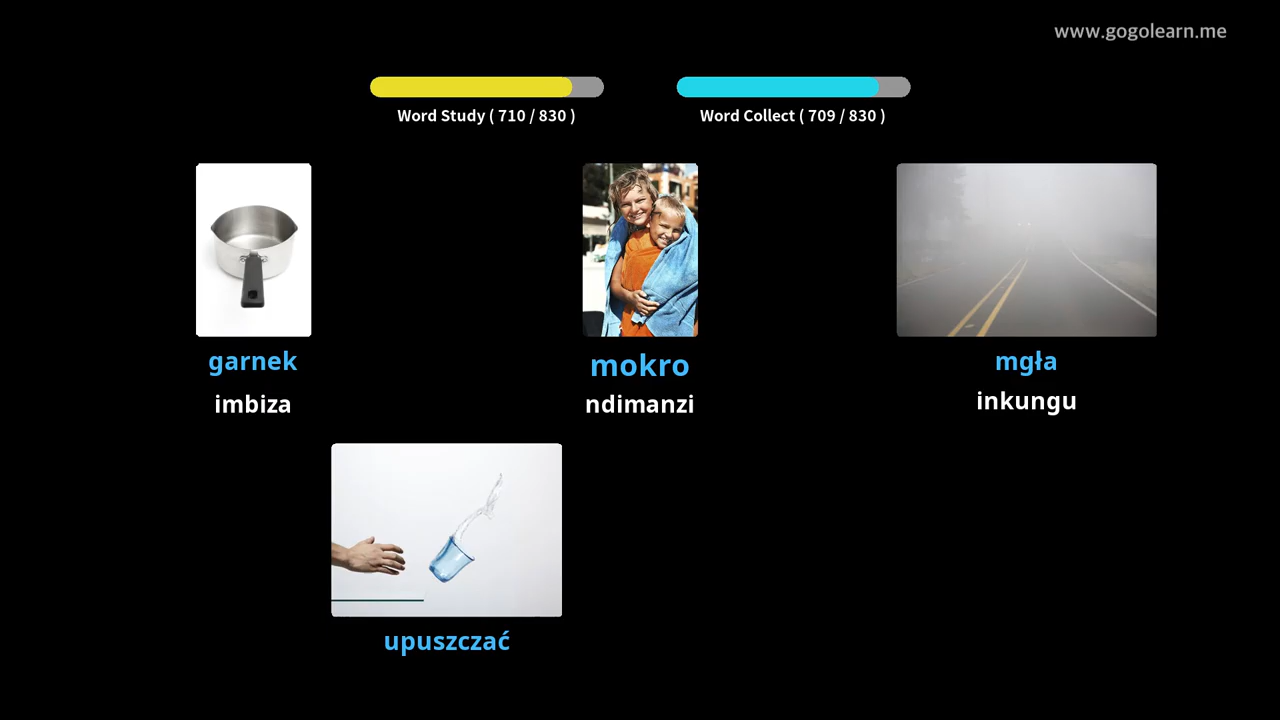 www.gogolearn.me
Word Study ( 710 / 830 )
Word Collect ( 709 / 830 )
garnek
imbiza
mokro
ndimanzi
mgła
inkungu
upuszczać